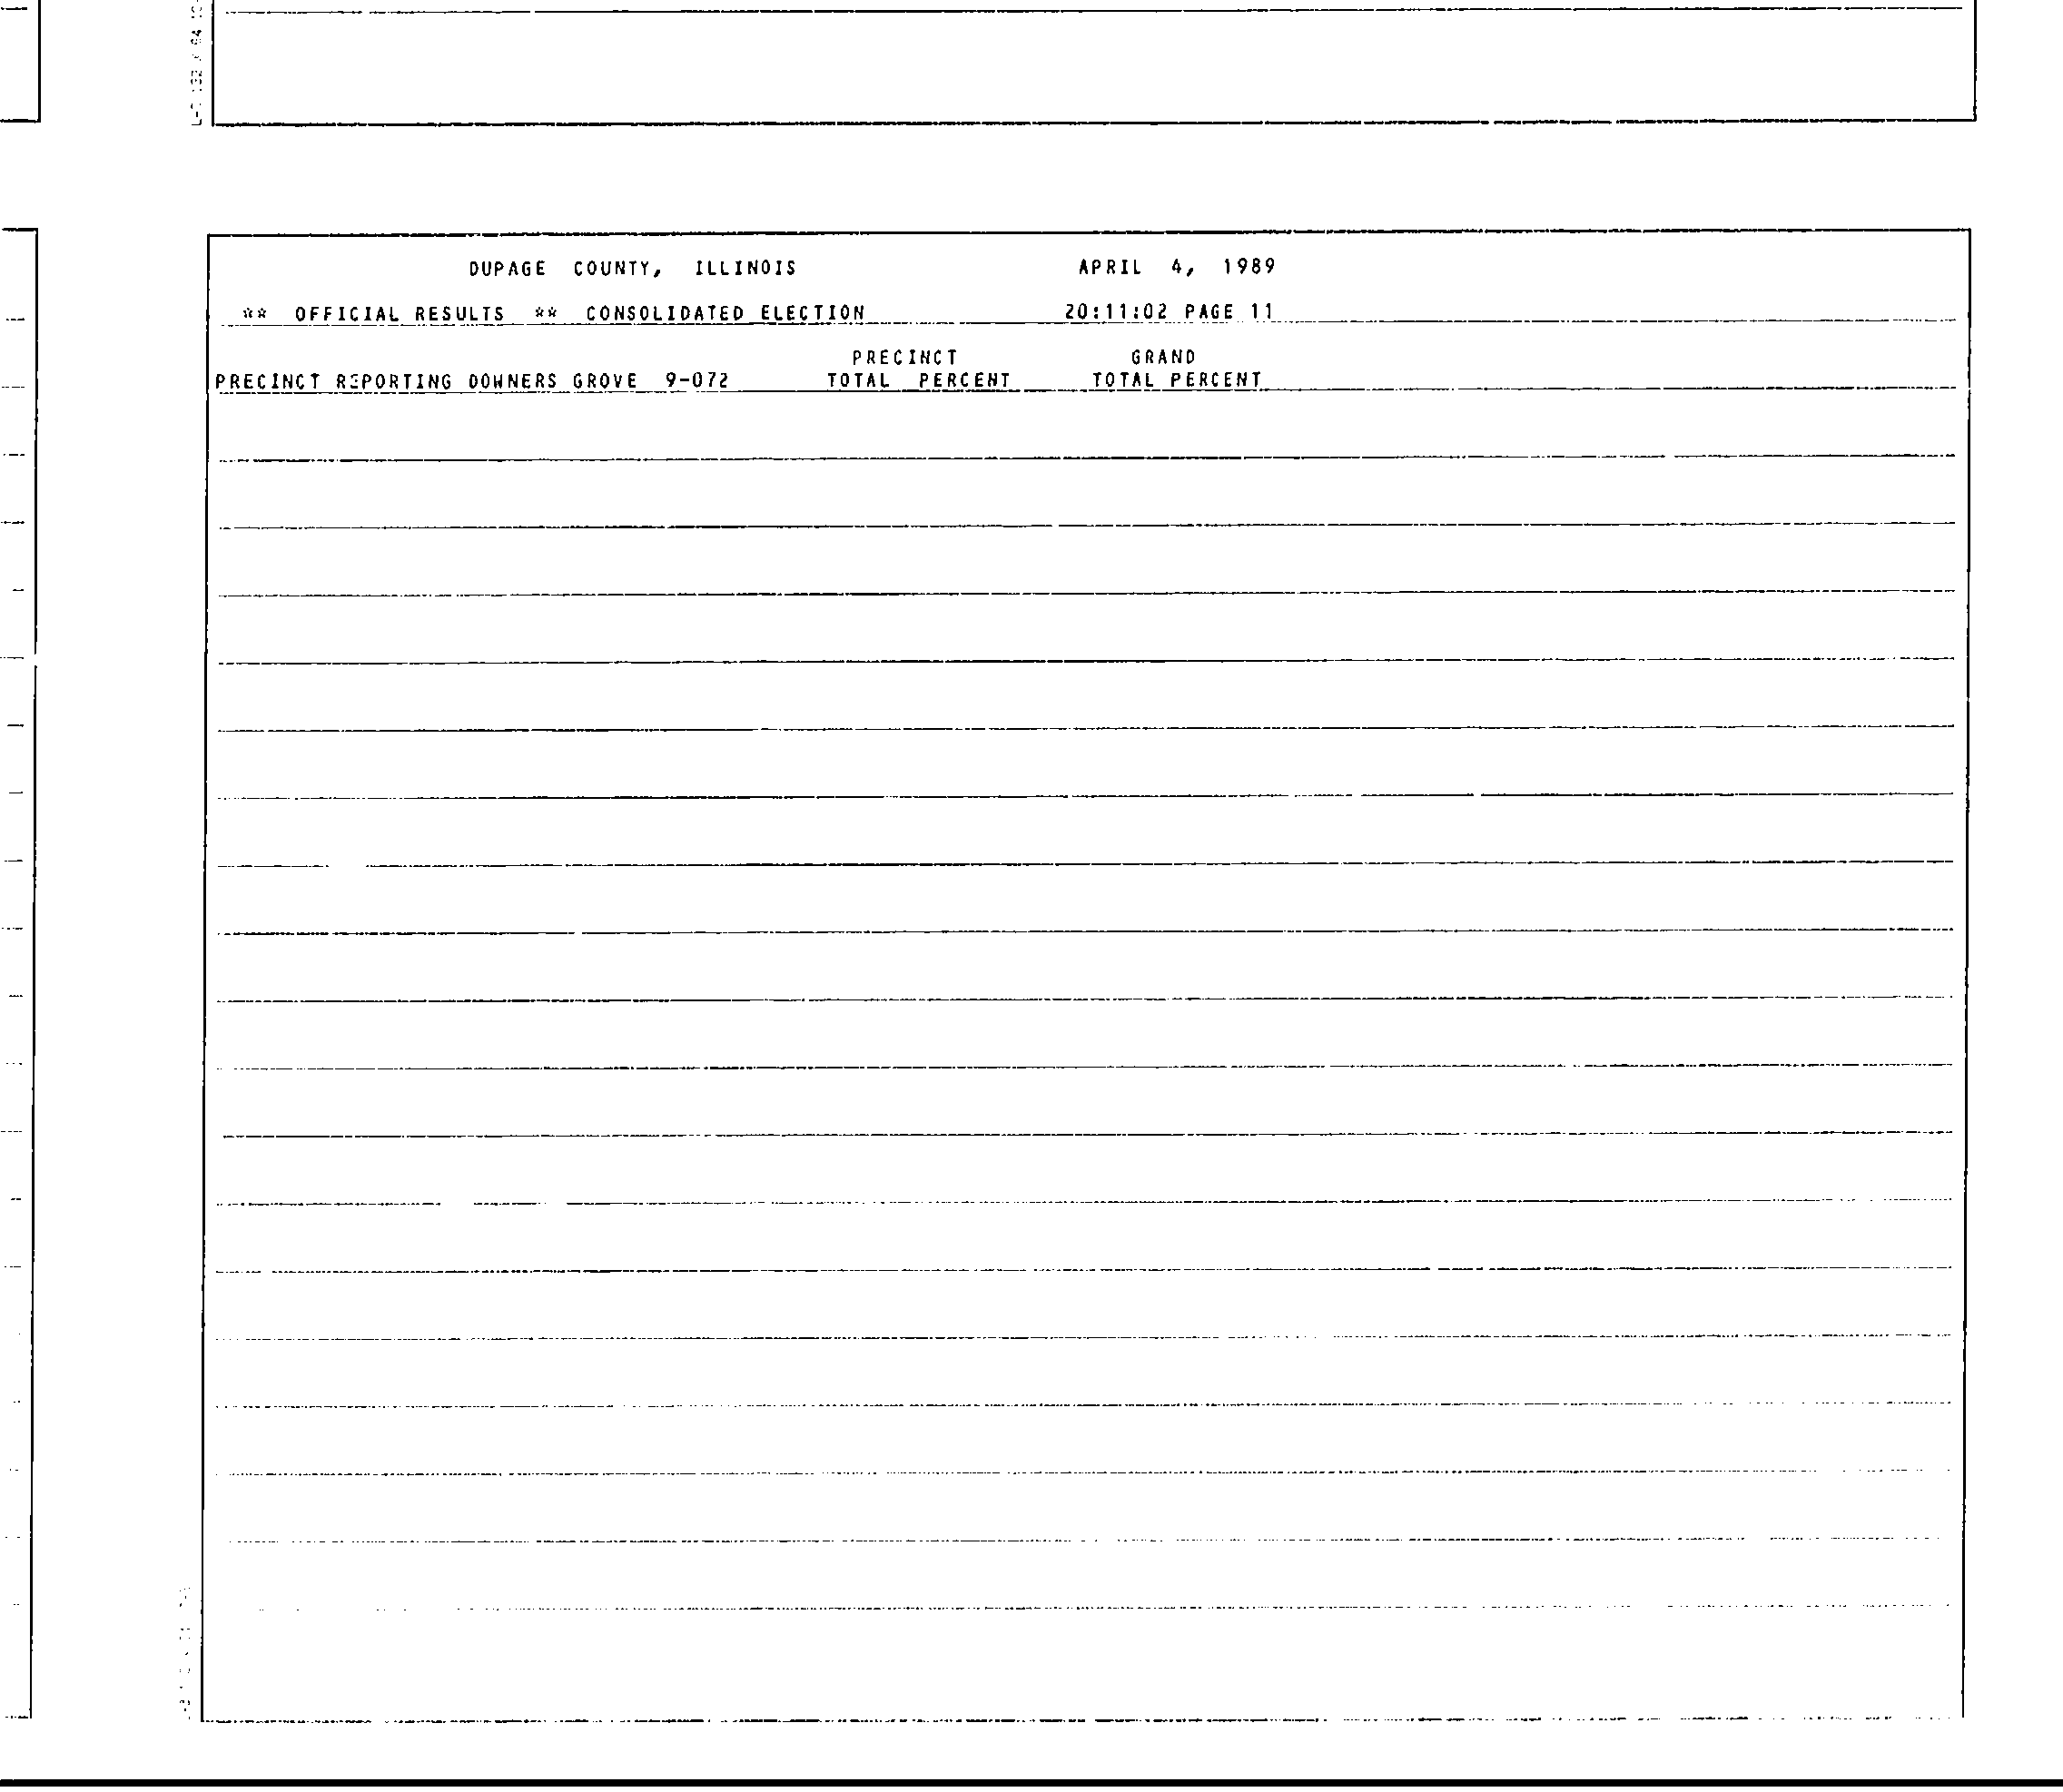 DUPAGE COUNTY, ILLINOIS APRIL 4, 1989
** OFFICIAL RESULTS ** CONSOLIDATED ELECTION 20:11:02 PAGE 11
PRECINCT GRAND
PRECINCT REPORTING DOWNERS GROVE 9-072 TOTAL PERCENT TOTAL PERCENT